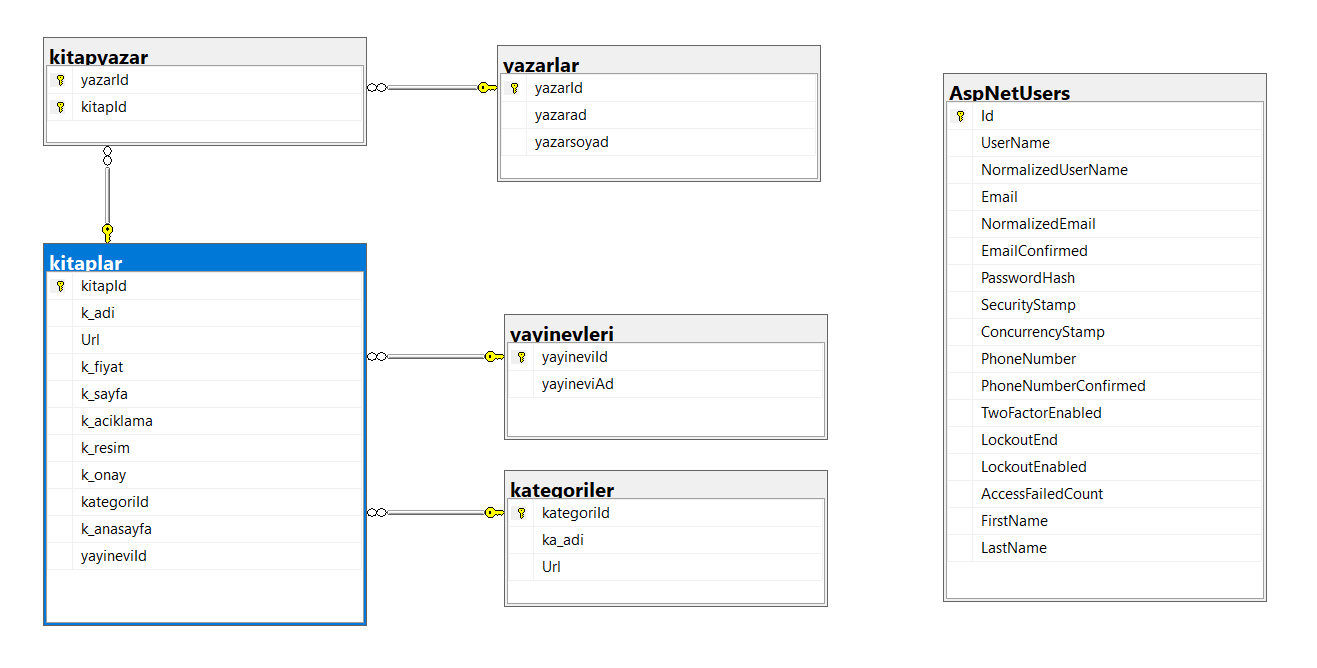 kitapyazar
yazarId
kitapId
yazarlar
yazarId
yazarad
yazarsoyad
AspNetUsers
Id
UserName
NormalizedUserName
Email
NormalizedEmail
EmailConfirmed
PasswordHash
SecurityStamp
ConcurrencyStamp
PhoneNumber
PhoneNumberConfirmed
TwoFactorEnabled
LockoutEnd
LockoutEnabled
AccessFailedCount
FirstName
LastName
kitaplar
kitapId
k_adi
Url
k_fiyat
k_sayfa
k_aciklama
k_resim
k_onay
kategoriId
k_anasayfa
yayineviId
yayinevleri
yayineviId
yayineviAd
kategoriler
kategoriId
ka_adi
Url